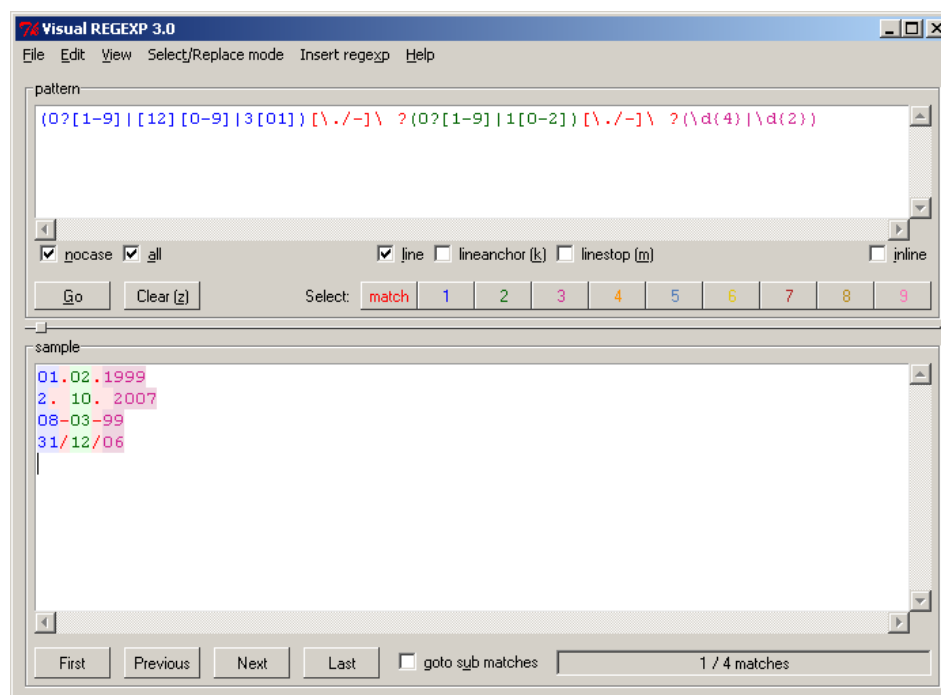 Visual REGEXP 3.0
File Edit View Select/Replace mode Insert regexp Help
pattern
(0?[1-9]|[12][0-9]|3[01])[\./-]\ ?(0?[1-9]|1[0-2])[\./-]\ ?(\d{4}|\d{2})
nocase all line lineanchor (k) linestop (m) inline
Go Clear (z) Select: match 1 2 3 4 5 6 7 8 9
sample
01.02.1999
2. 10. 2007
08-03-99
31/12/06
First Previous Next Last goto sub matches 1 / 4 matches